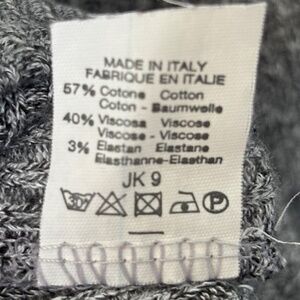 MADE IN ITALY
FABRIQUE EN ITALIE
57% Cotone Cotton
Coton - Baumwolle
40% Viscosa Viscose
Viscose - Viscose
3% Elastan Elastane
Elasthanne-Elasthan
JK 9
30°
P